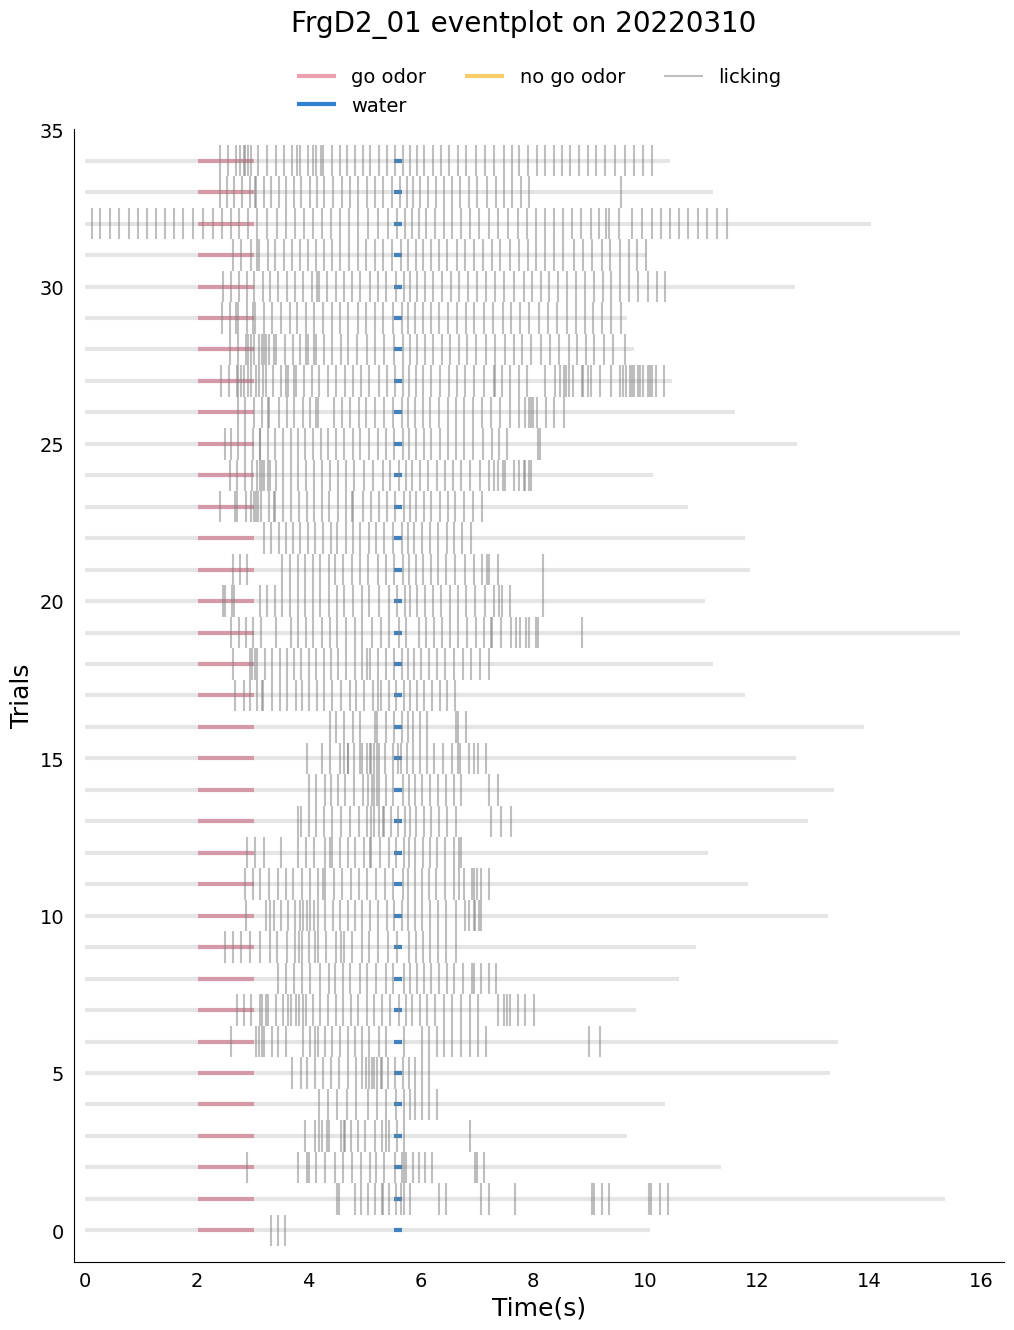 FrgD2_01 eventplot on 20220310
go odor
no go odor
licking
water
35
30
25
20
15
10
5
0
Trials
0 2 4 6 8 10 12 14 16
Time(s)